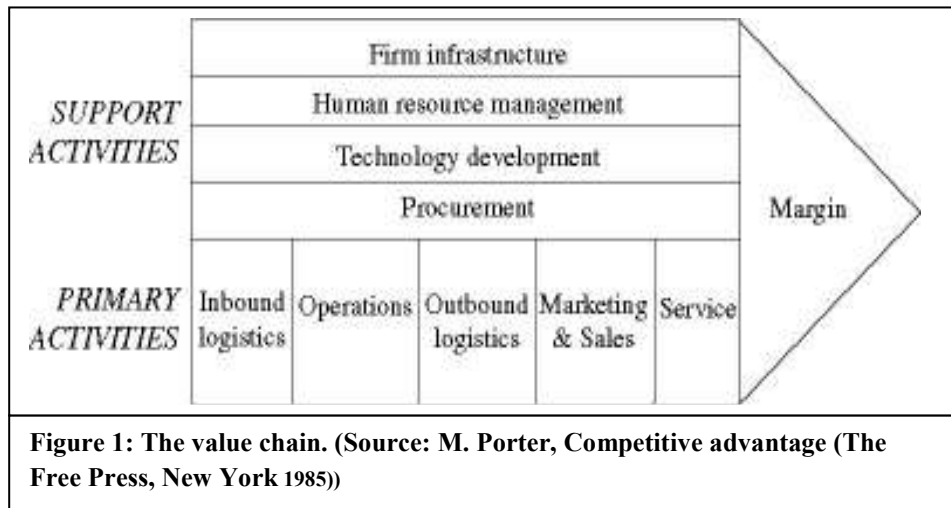 Firm infrastructure
Human resource management
Technology development
Procurement
SUPPORT
ACTIVITIES
Margin
PRIMARY
ACTIVITIES
Inbound
logistics
Operations
Outbound
logistics
Marketing
& Sales
Service
Figure 1: The value chain. (Source: M. Porter, Competitive advantage (The
Free Press, New York 1985))